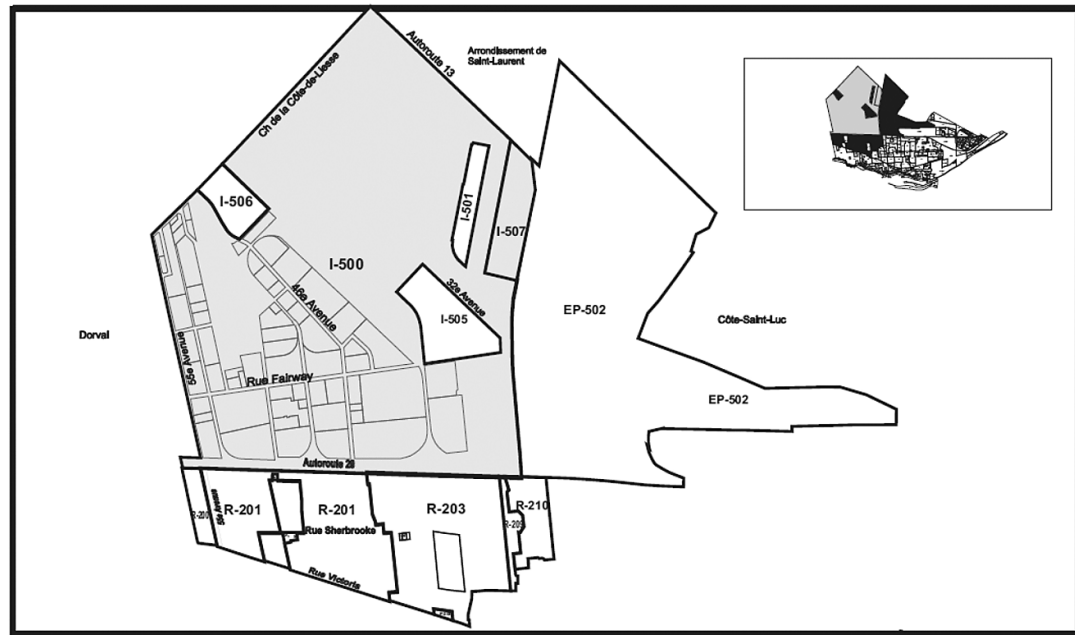 Autoroute 13
Arrondissement de
Saint-Laurent
Ch de la Côte-de-Liesse
I-506
I-501
I-507
I-500
32e Avenue
46e Avenue
I-505
EP-502
Côte-Saint-Luc
Dorval
55e Avenue
Rue Fairway
EP-502
Autoroute 20
R-200
55e Avenue
R-201
R-201
R-203
R-209
R-210
Rue Sherbrooke
Rue Victoria